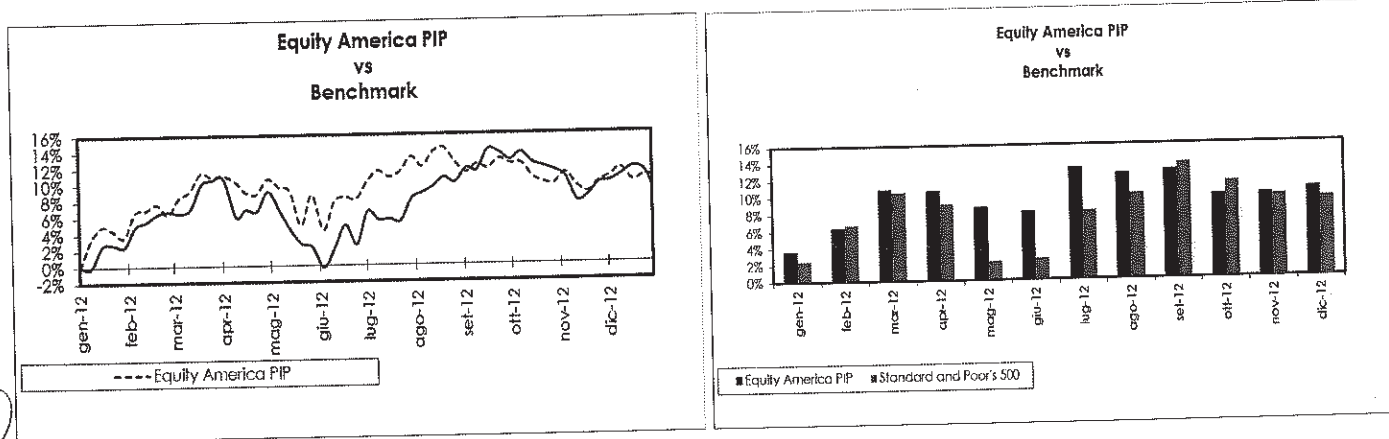 Equity America PIP
vs
Benchmark
16%
14%
12%
10%
8%
6%
4%
2%
0%
-2%
gen-12
feb-12
mar-12
apr-12
mag-12
giu-12
lug-12
ago-12
set-12
ott-12
nov-12
dic-12
Equity America PIP
Equity America PIP
vs
Benchmark
16%
14%
12%
10%
8%
6%
4%
2%
0%
gen-12
feb-12
mar-12
apr-12
mag-12
giu-12
lug-12
ago-12
set-12
ott-12
nov-12
dic-12
Equity America PIP Standard and Poor's 500